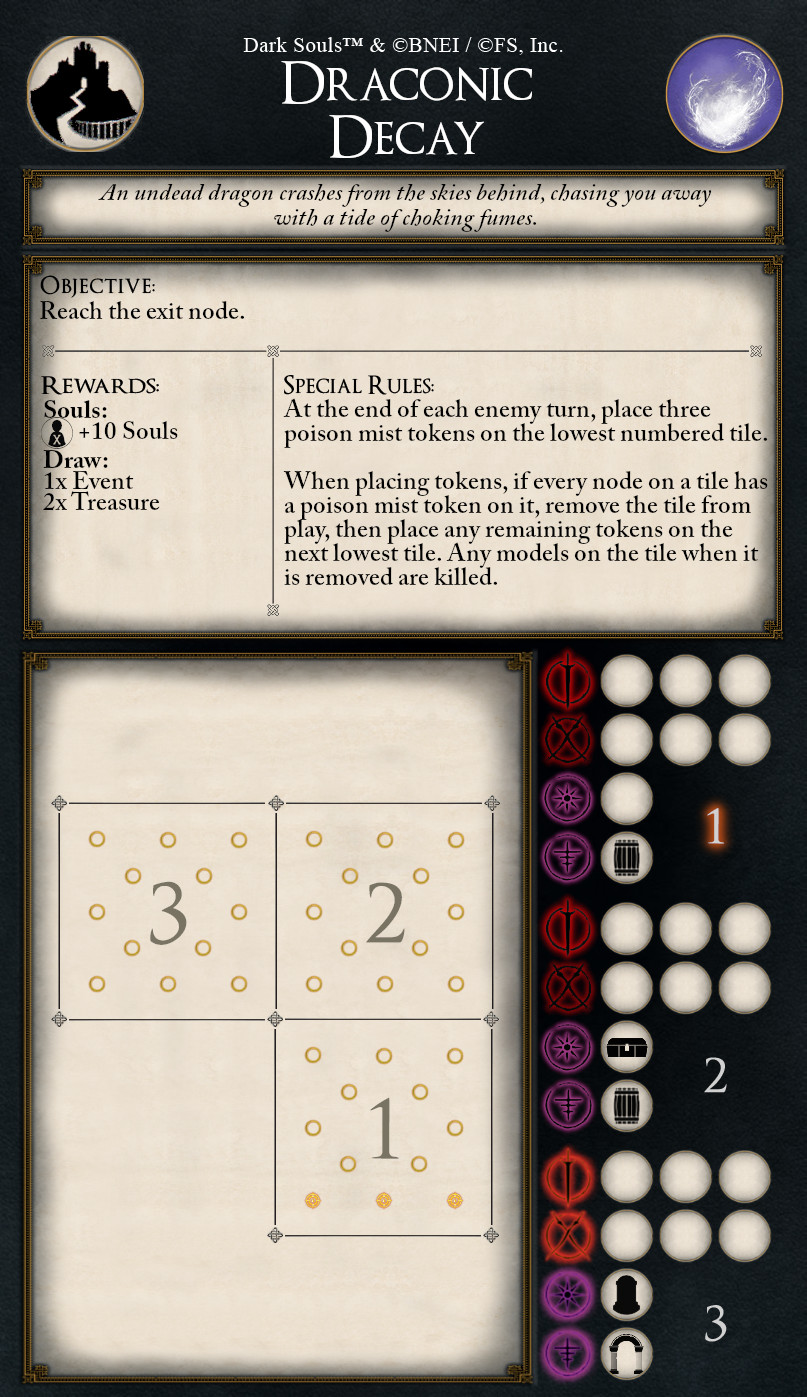 Dark Souls™ & ©BNEI / ©FS, Inc.
Draconic
Decay
An undead dragon crashes from the skies behind, chasing you away
with a tide of choking fumes.
Objective:
Reach the exit node.
Rewards:
Souls:
X +10 Souls
Draw:
1x Event
2x Treasure
Special Rules:
At the end of each enemy turn, place three
poison mist tokens on the lowest numbered tile.
When placing tokens, if every node on a tile has
a poison mist token on it, remove the tile from
play, then place any remaining tokens on the
next lowest tile. Any models on the tile when it
is removed are killed.
3
2
1
1
2
3